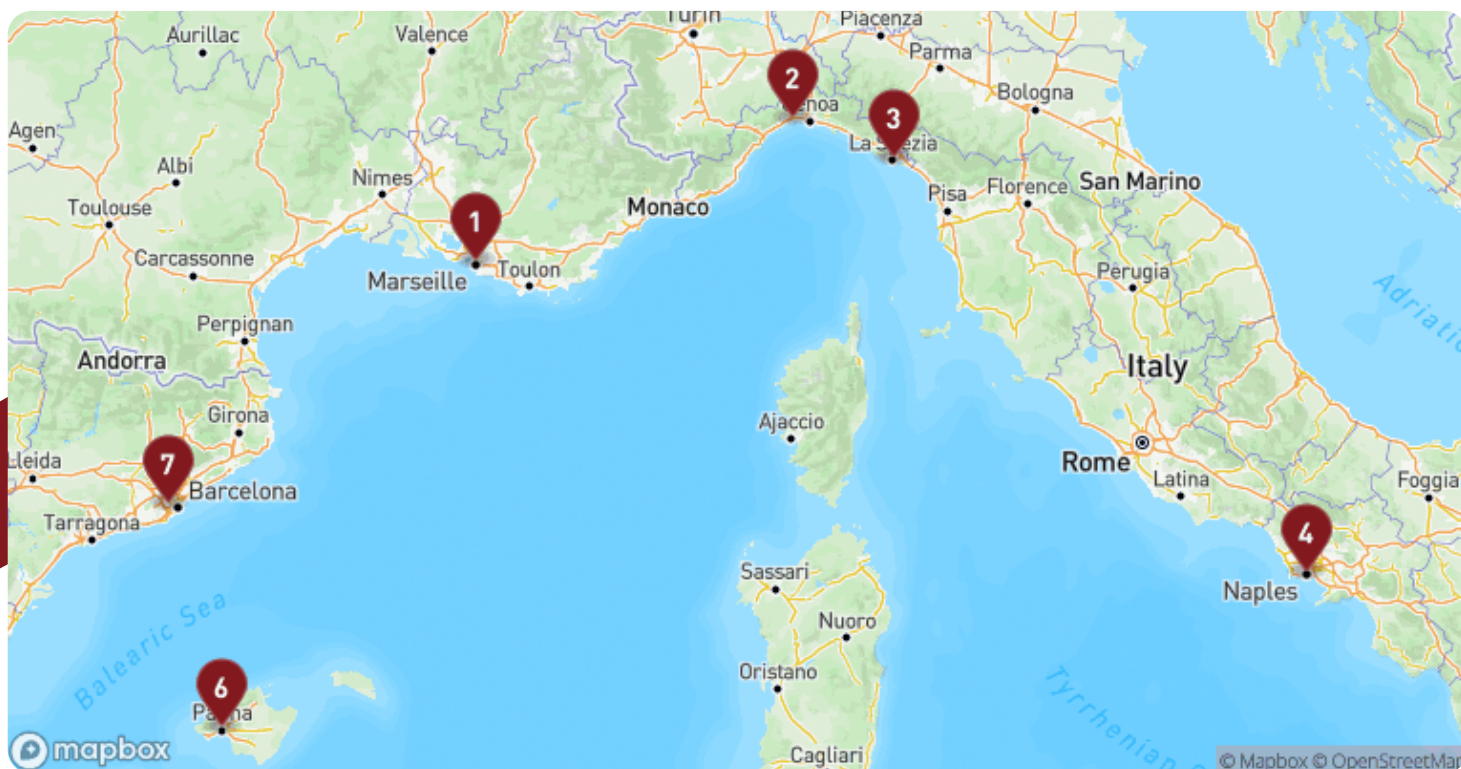 Turin
Piacenza
Aurillac
Valence
Parma
2
Genoa
Bologna
3
Agen
La Spezia
Albi
Nimes
Pisa
Florence
San Marino
Toulouse
Monaco
1
Carcassonne
Marseille
Toulon
Perugia
Adriatic
Perpignan
Andorra
Italy
Girona
Ajaccio
Rome
7
Lleida
Barcelona
Latina
Foggia
Tarragona
4
Naples
Sassari
Balearic Sea
Nuoro
6
Oristano
Palma
Tyrrhenian
mapbox
Cagliari
© Mapbox © OpenStreetMap